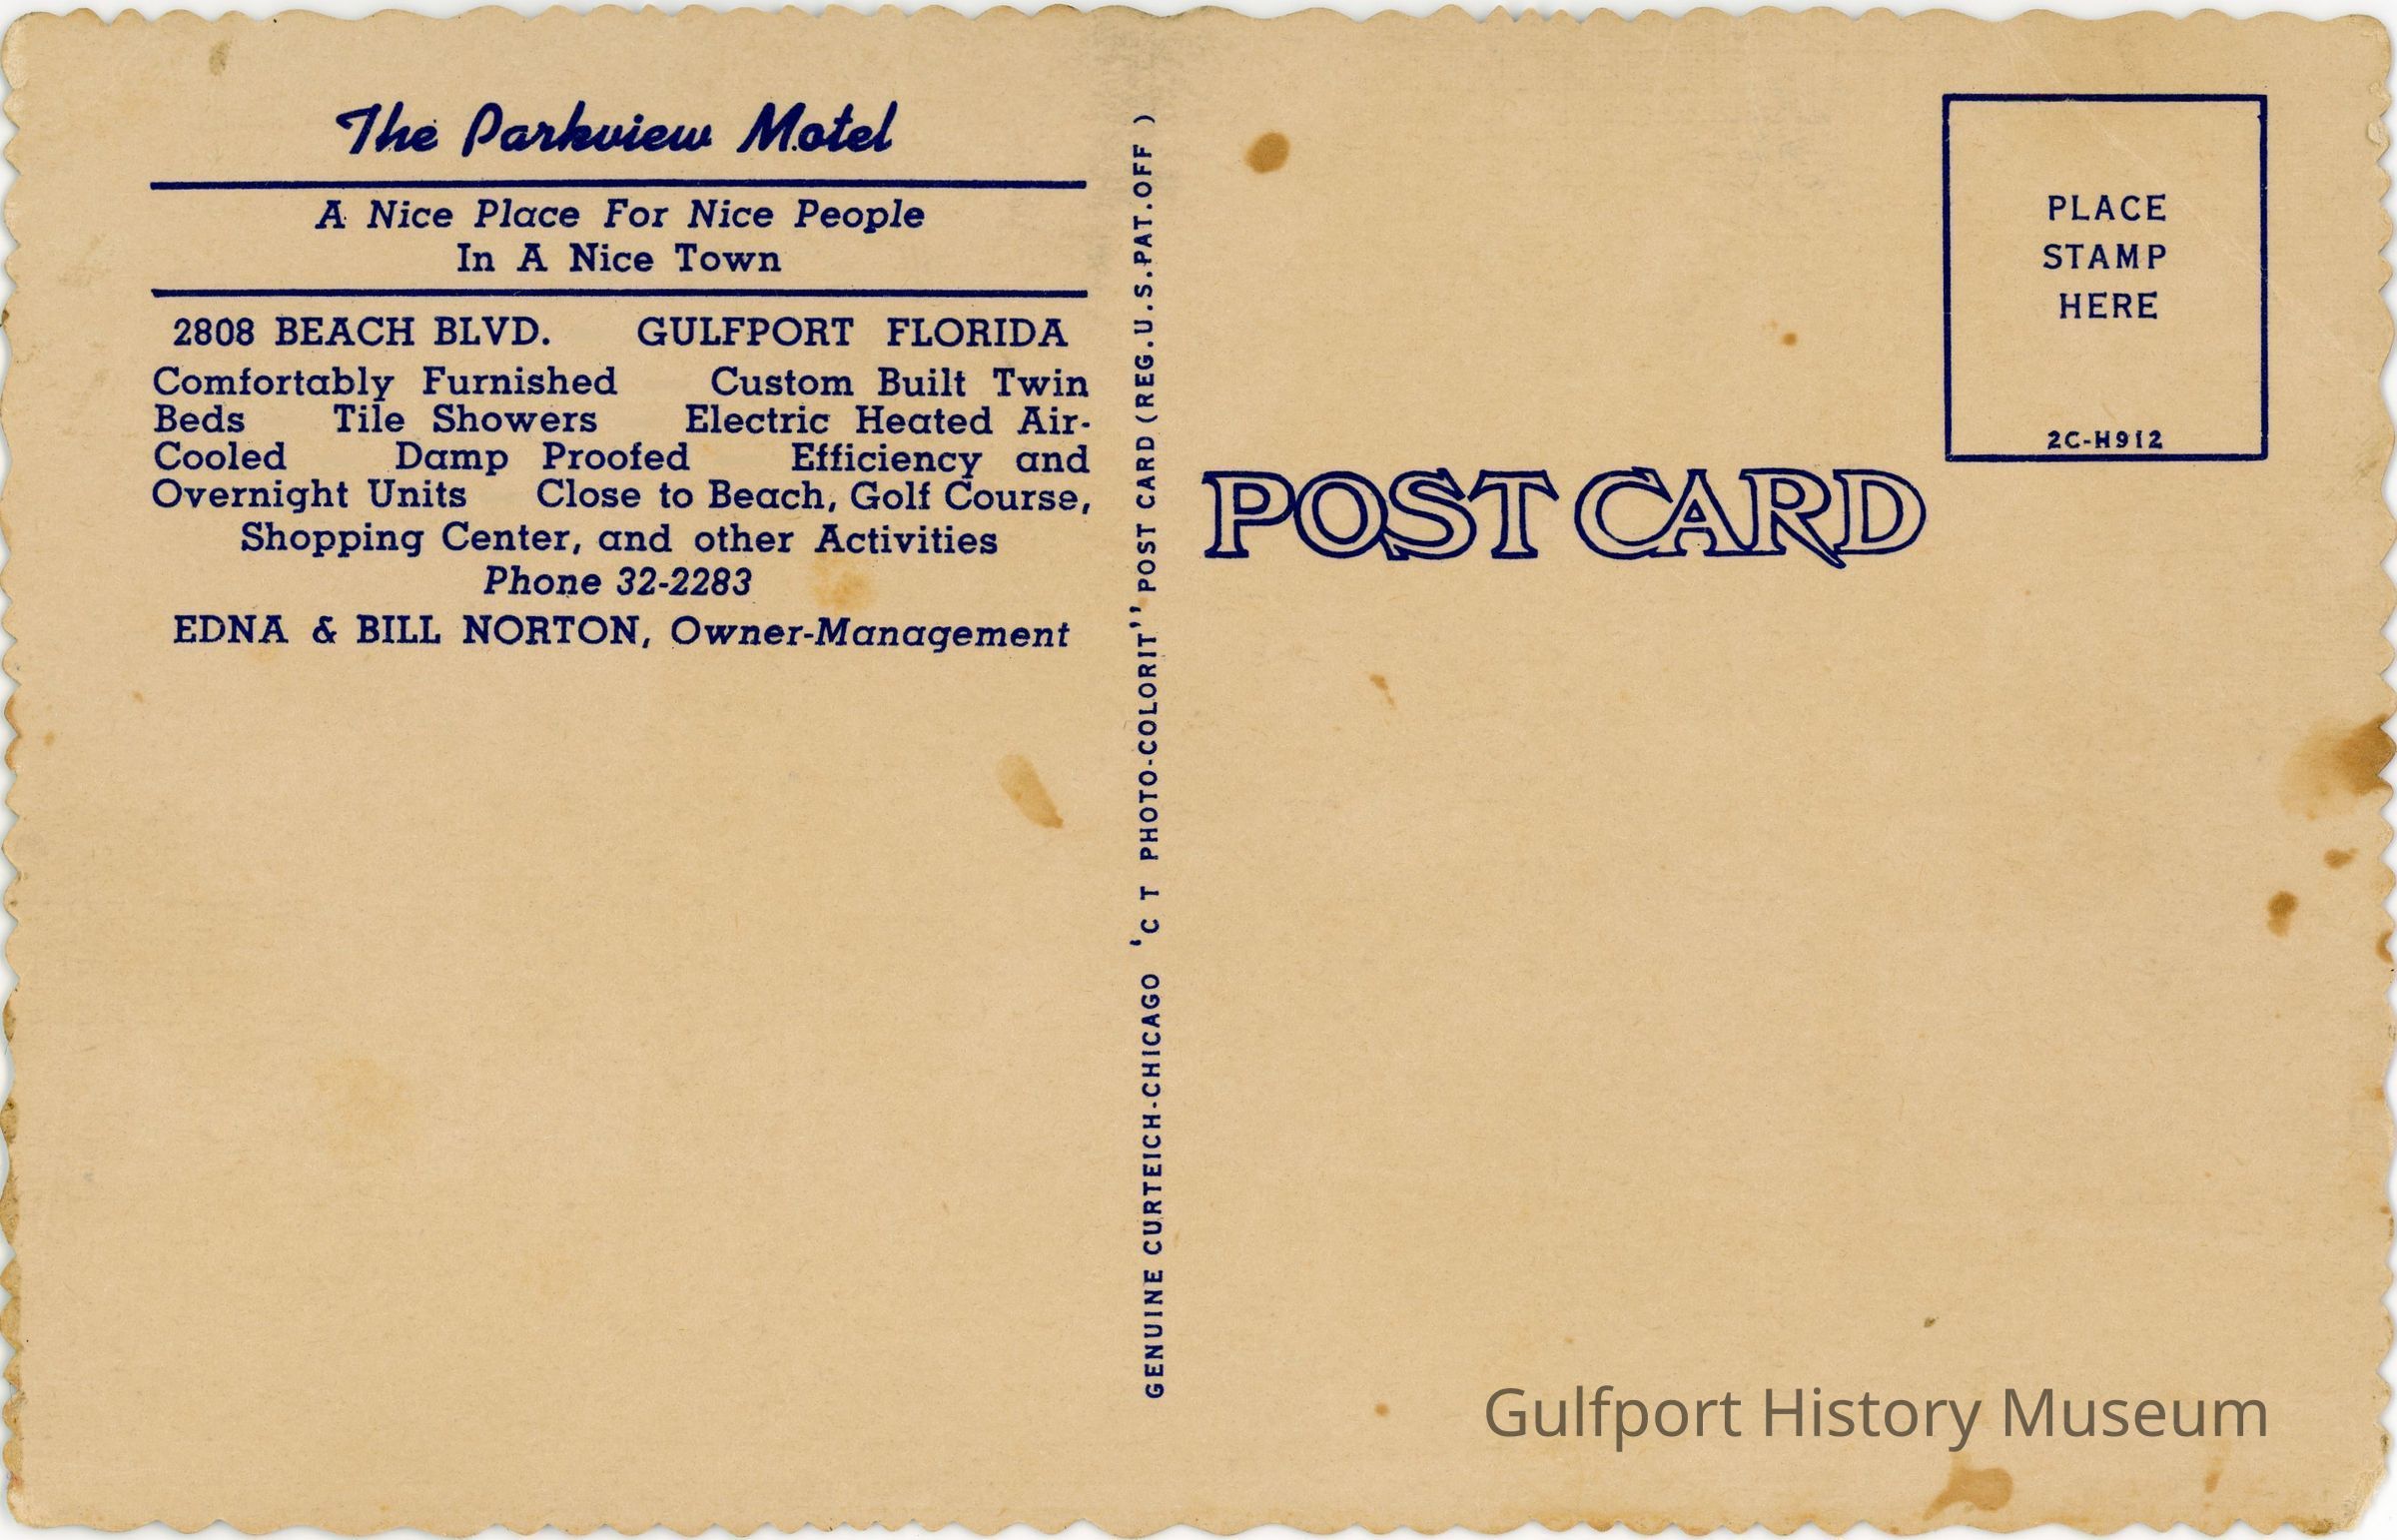 The Parkview Motel
A Nice Place For Nice People
In A Nice Town
2808 BEACH BLVD. GULFPORT FLORIDA
Comfortably Furnished Custom Built Twin
Beds Tile Showers Electric Heated Air-
Cooled Damp Proofed Efficiency and
Overnight Units Close to Beach, Golf Course,
Shopping Center, and other Activities
Phone 32-2283
EDNA & BILL NORTON, Owner-Management
GENUINE CURTEICH-CHICAGO 'C T PHOTO-COLORIT'' POST CARD (REG.U.S.PAT.OFF )
PLACE
STAMP
HERE
2C-H912
POST CARD
Gulfport History Museum